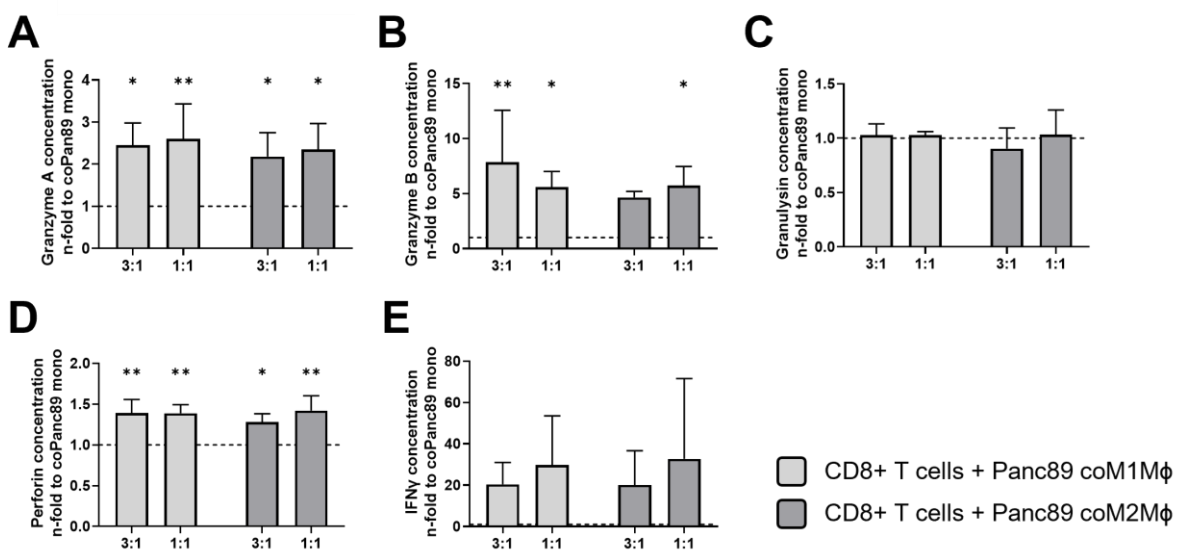 A
Granzyme A concentration
n-fold to coPanc89 mono
4
3
2
1
0
* ** * *
3:1 1:1 3:1 1:1
B
Granzyme B concentration
n-fold to coPanc89 mono
15
10
5
0
** * *
3:1 1:1 3:1 1:1
C
Granulysin concentration
n-fold to coPanc89 mono
1.5
1.0
0.5
0.0
3:1 1:1 3:1 1:1
D
Perforin concentration
n-fold to coPanc89 mono
2.0
1.5
1.0
0.5
0.0
** ** * **
3:1 1:1 3:1 1:1
E
IFNγ concentration
n-fold to coPanc89 mono
80
60
40
20
0
3:1 1:1 3:1 1:1
CD8+ T cells + Panc89 coM1Mϕ
CD8+ T cells + Panc89 coM2Mϕ